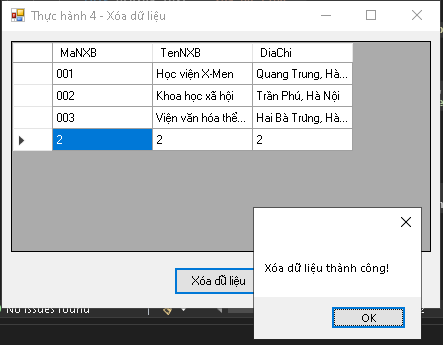 Thực hành 4 - Xóa dữ liệu
MaNXB TenNXB DiaChi
001 Học viện X-Men Quang Trung, Hà...
002 Khoa học xã hội Trần Phú, Hà Nội
003 Viện văn hóa thể... Hai Bà Trưng, Hà...
2 2 2
Xóa dữ liệu
Xóa dữ liệu thành công!
OK
No issues found
2